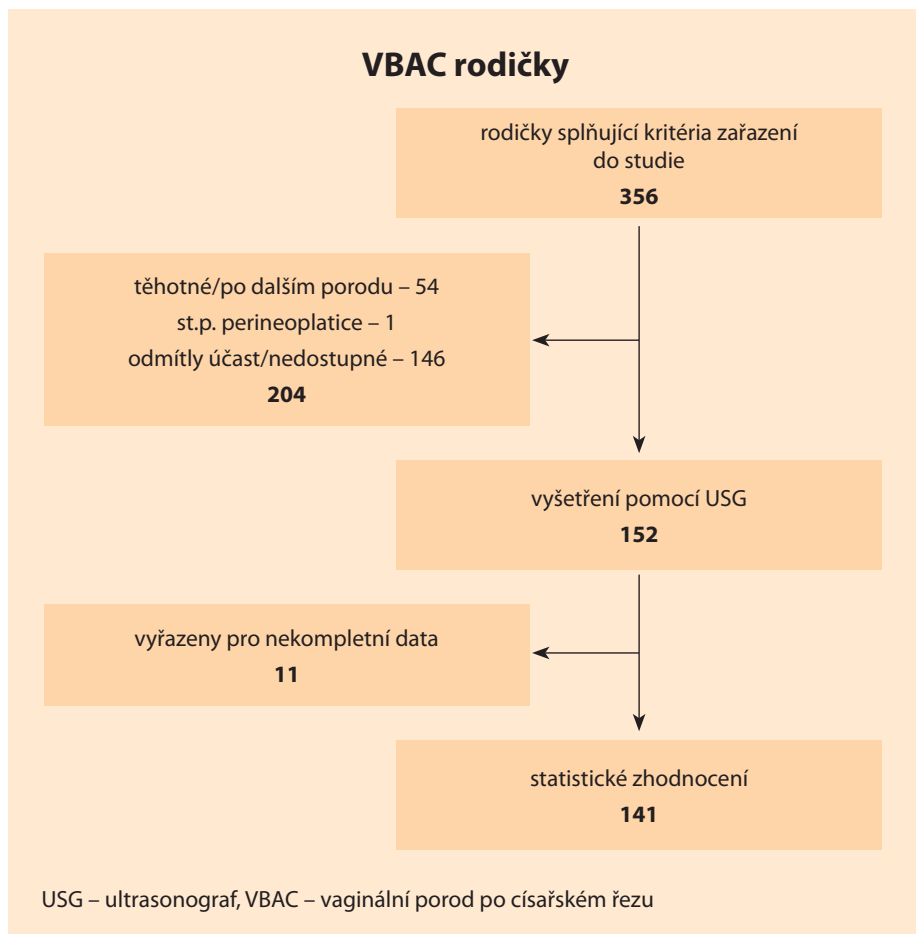 VBAC rodičky
rodičky splňující kritéria zařazení
do studie
356
těhotné/po dalším porodu – 54
st.p. perineoplatice – 1
odmítly účast/nedostupné – 146
204
vyšetření pomocí USG
152
vyřazeny pro nekompletní data
11
statistické zhodnocení
141
USG – ultrasonograf, VBAC – vaginální porod po císařském řezu